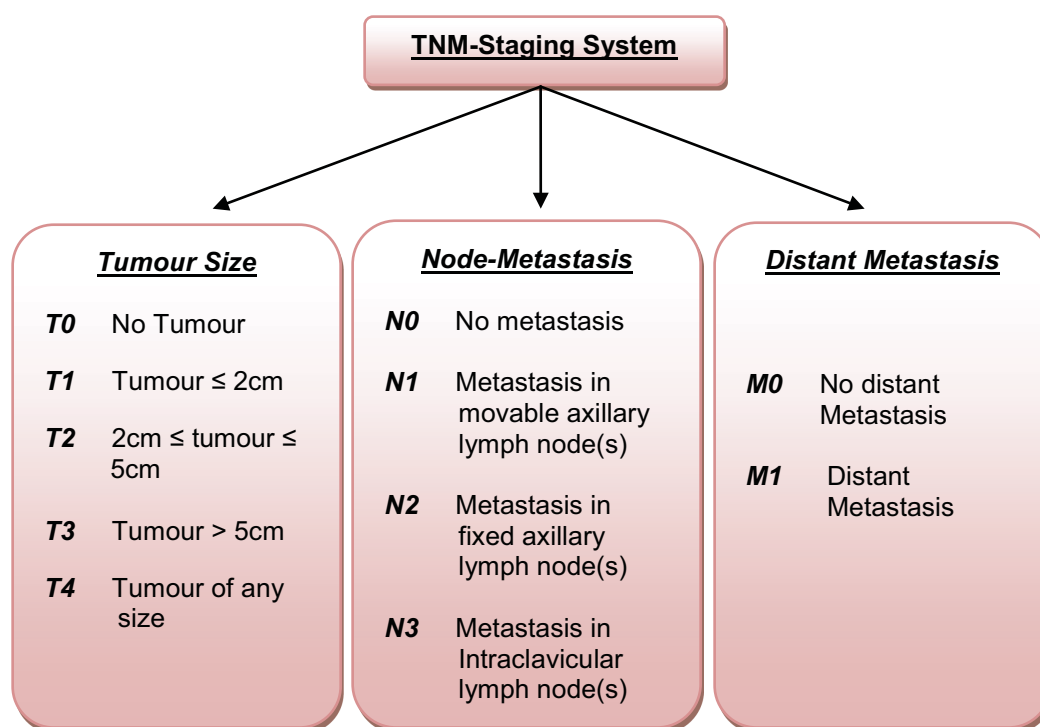 TNM-Staging System
Tumour Size
T0 No Tumour
T1 Tumour ≤ 2cm
T2 2cm ≤ tumour ≤
5cm
T3 Tumour > 5cm
T4 Tumour of any
size
Node-Metastasis
N0 No metastasis
N1 Metastasis in
movable axillary
lymph node(s)
N2 Metastasis in
fixed axillary
lymph node(s)
N3 Metastasis in
Intraclavicular
lymph node(s)
Distant Metastasis
M0 No distant
Metastasis
M1 Distant
Metastasis